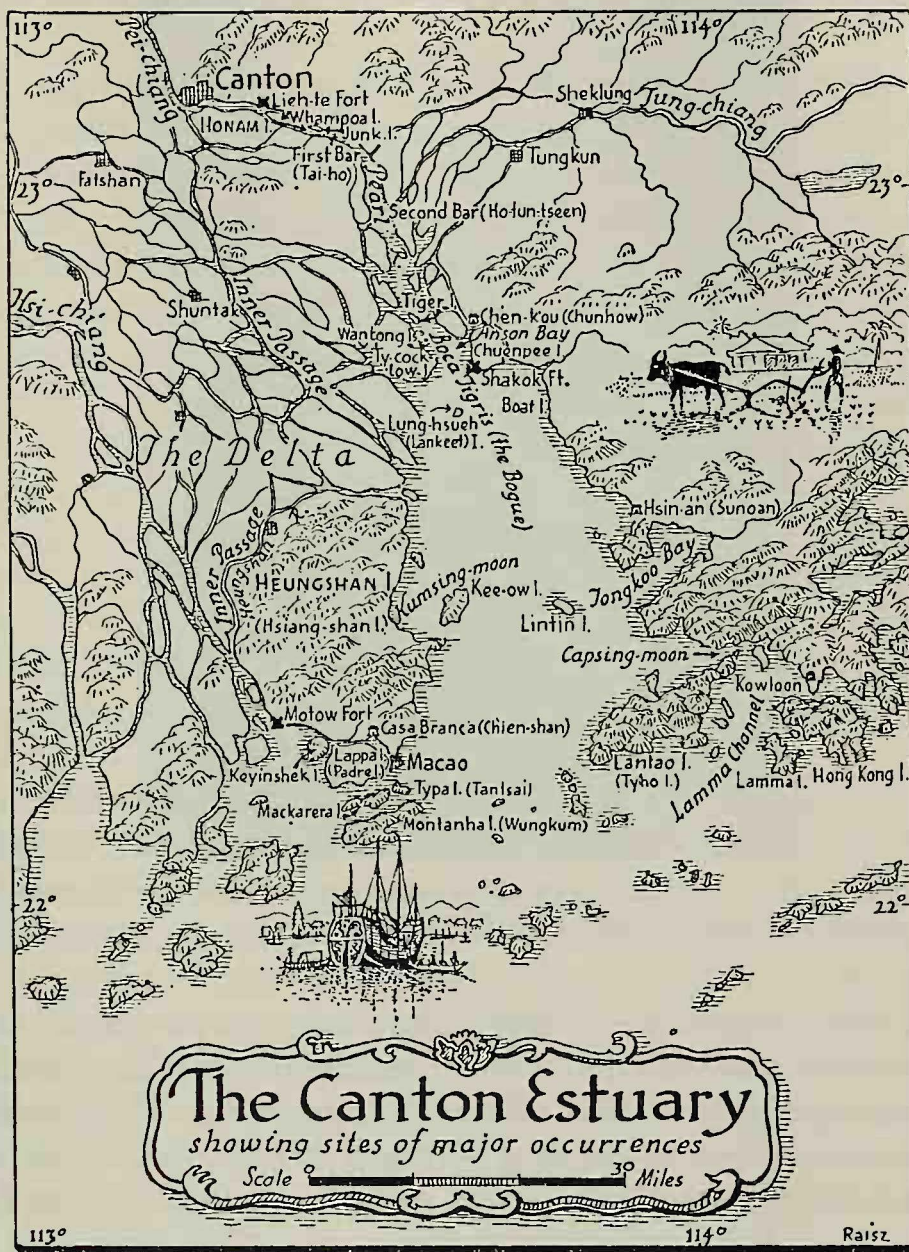 113°
114°
Canton
Lieh-te Fort
Whampoa I.
Junk I.
HONAM I.
First Bar
(Tai-ho)
Pearl
Sheklung
Tung-chiang
Tungkun
Fatshan
23°
23°
Second Bar (Ho-tun-tseen)
Hsi-chiang
Shuntak
Inner Passage
Tiger I.
Wantong Is.
Ty-cock-
tow I.
Chen-k'ou (Chunhow)
Anson Bay
(Chuenpee I.
Shakok Ft.
Boat I.
Boca Tigris (the Bogue)
Lung-hsueh
(Lankeet) I.
The Delta
Hsin-an (Sunoan)
Inner Passage
Heungshan
HEUNGSHAN I.
(Hsiang-shan I.)
Kumsing-moon
Kee-ow I.
Lintin I.
Tongkoo Bay
Capsing-moon
Kowloon
Motow Fort
Casa Branca (Chien-shan)
Keyinshek I.
Lappa I.
(Padre I.)
Macao
Lantao I.
(Tyho I.)
Lamma Channel
Lamma I.
Hong Kong I.
Typa I. (Tantsai)
Mackarera I.
Montanha I. (Wungkum)
22°
22°
The Canton Estuary
showing sites of major occurrences
Scale 0 30 Miles
113°
114°
Raisz